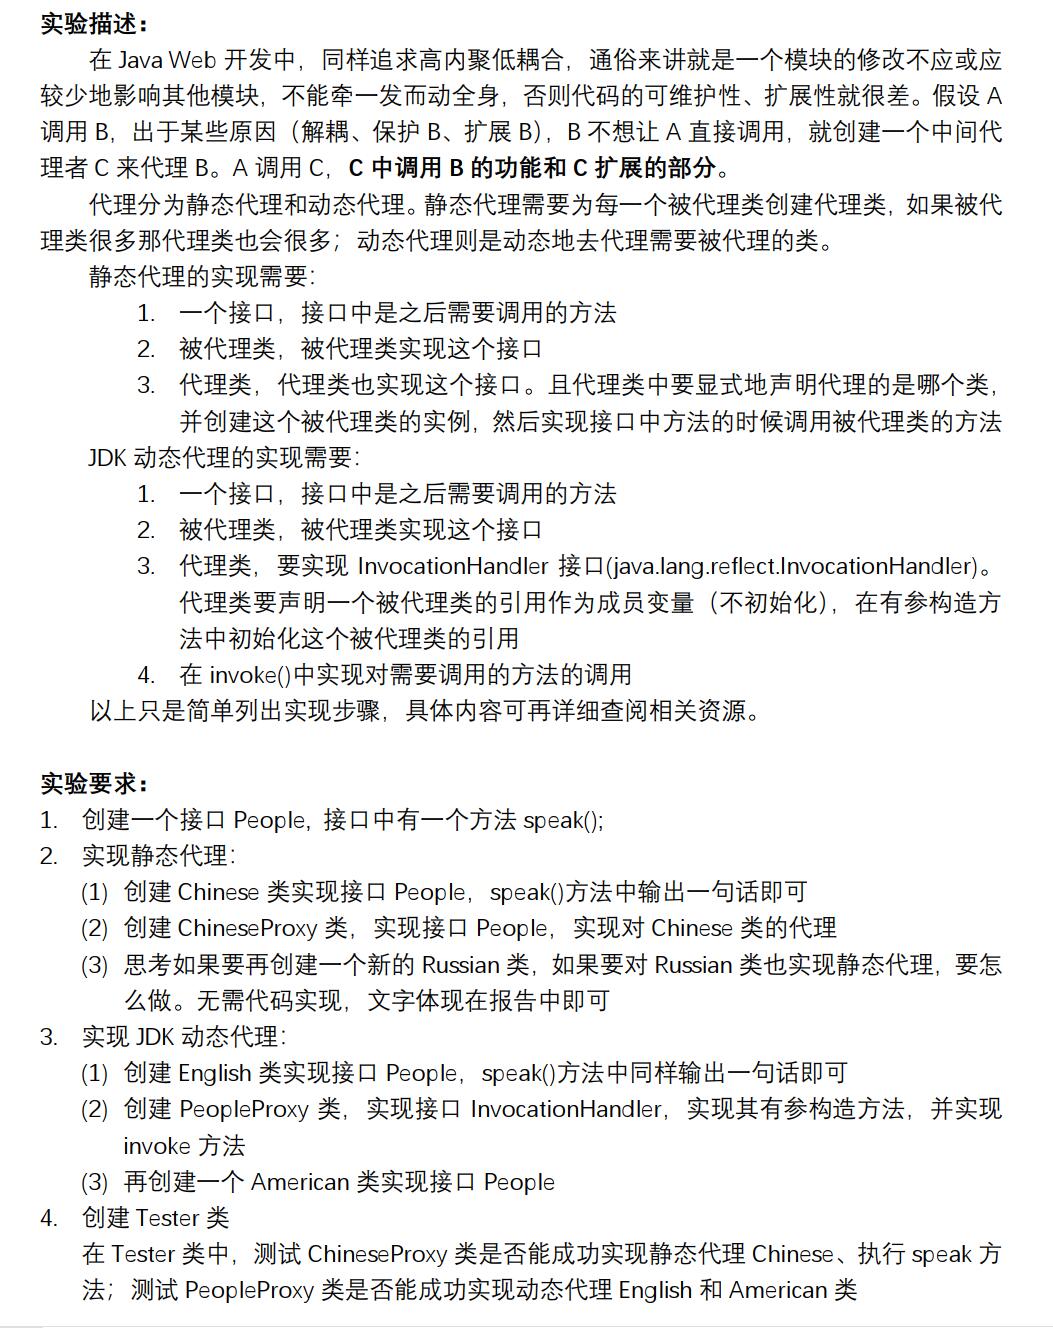 实验描述：
在 Java Web 开发中，同样追求高内聚低耦合，通俗来讲就是一个模块的修改不应或应
较少地影响其他模块，不能牵一发而动全身，否则代码的可维护性、扩展性就很差。假设 A
调用 B，出于某些原因（解耦、保护 B、扩展 B），B 不想让 A 直接调用，就创建一个中间代
理者 C 来代理 B。A 调用 C，C 中调用 B 的功能和 C 扩展的部分。
代理分为静态代理和动态代理。静态代理需要为每一个被代理类创建代理类，如果被代
理类很多那代理类也会很多；动态代理则是动态地去代理需要被代理的类。
静态代理的实现需要：
1. 一个接口，接口中是之后需要调用的方法
2. 被代理类，被代理类实现这个接口
3. 代理类，代理类也实现这个接口。且代理类中要显式地声明代理的是哪个类，
并创建这个被代理类的实例，然后实现接口中方法的时候调用被代理类的方法
JDK 动态代理的实现需要：
1. 一个接口，接口中是之后需要调用的方法
2. 被代理类，被代理类实现这个接口
3. 代理类，要实现 InvocationHandler 接口(java.lang.reflect.InvocationHandler)。
代理类要声明一个被代理类的引用作为成员变量（不初始化），在有参构造方
法中初始化这个被代理类的引用
4. 在 invoke()中实现对需要调用的方法的调用
以上只是简单列出实现步骤，具体内容可再详细查阅相关资源。
实验要求：
1. 创建一个接口 People, 接口中有一个方法 speak();
2. 实现静态代理：
(1) 创建 Chinese 类实现接口 People，speak()方法中输出一句话即可
(2) 创建 ChineseProxy 类，实现接口 People，实现对 Chinese 类的代理
(3) 思考如果要再创建一个新的 Russian 类，如果要对 Russian 类也实现静态代理，要怎
么做。无需代码实现，文字体现在报告中即可
3. 实现 JDK 动态代理：
(1) 创建 English 类实现接口 People，speak()方法中同样输出一句话即可
(2) 创建 PeopleProxy 类，实现接口 InvocationHandler，实现其有参构造方法，并实现
invoke 方法
(3) 再创建一个 American 类实现接口 People
4. 创建 Tester 类
在 Tester 类中，测试 ChineseProxy 类是否能成功实现静态代理 Chinese、执行 speak 方
法；测试 PeopleProxy 类是否能成功实现动态代理 English 和 American 类